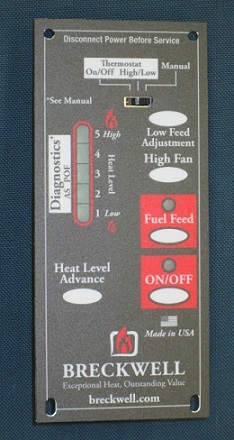 Disconnect Power Before Service
Thermostat
On/Off High/Low
Manual
*See Manual
Diagnostics*
AS POF
5 High
4
3
2
1 Low
Heat Level
Low Feed
Adjustment
High Fan
Fuel Feed
Heat Level
Advance
ON/OFF
Made in USA
BRECKWELL
Exceptional Heat, Outstanding Value
breckwell.com